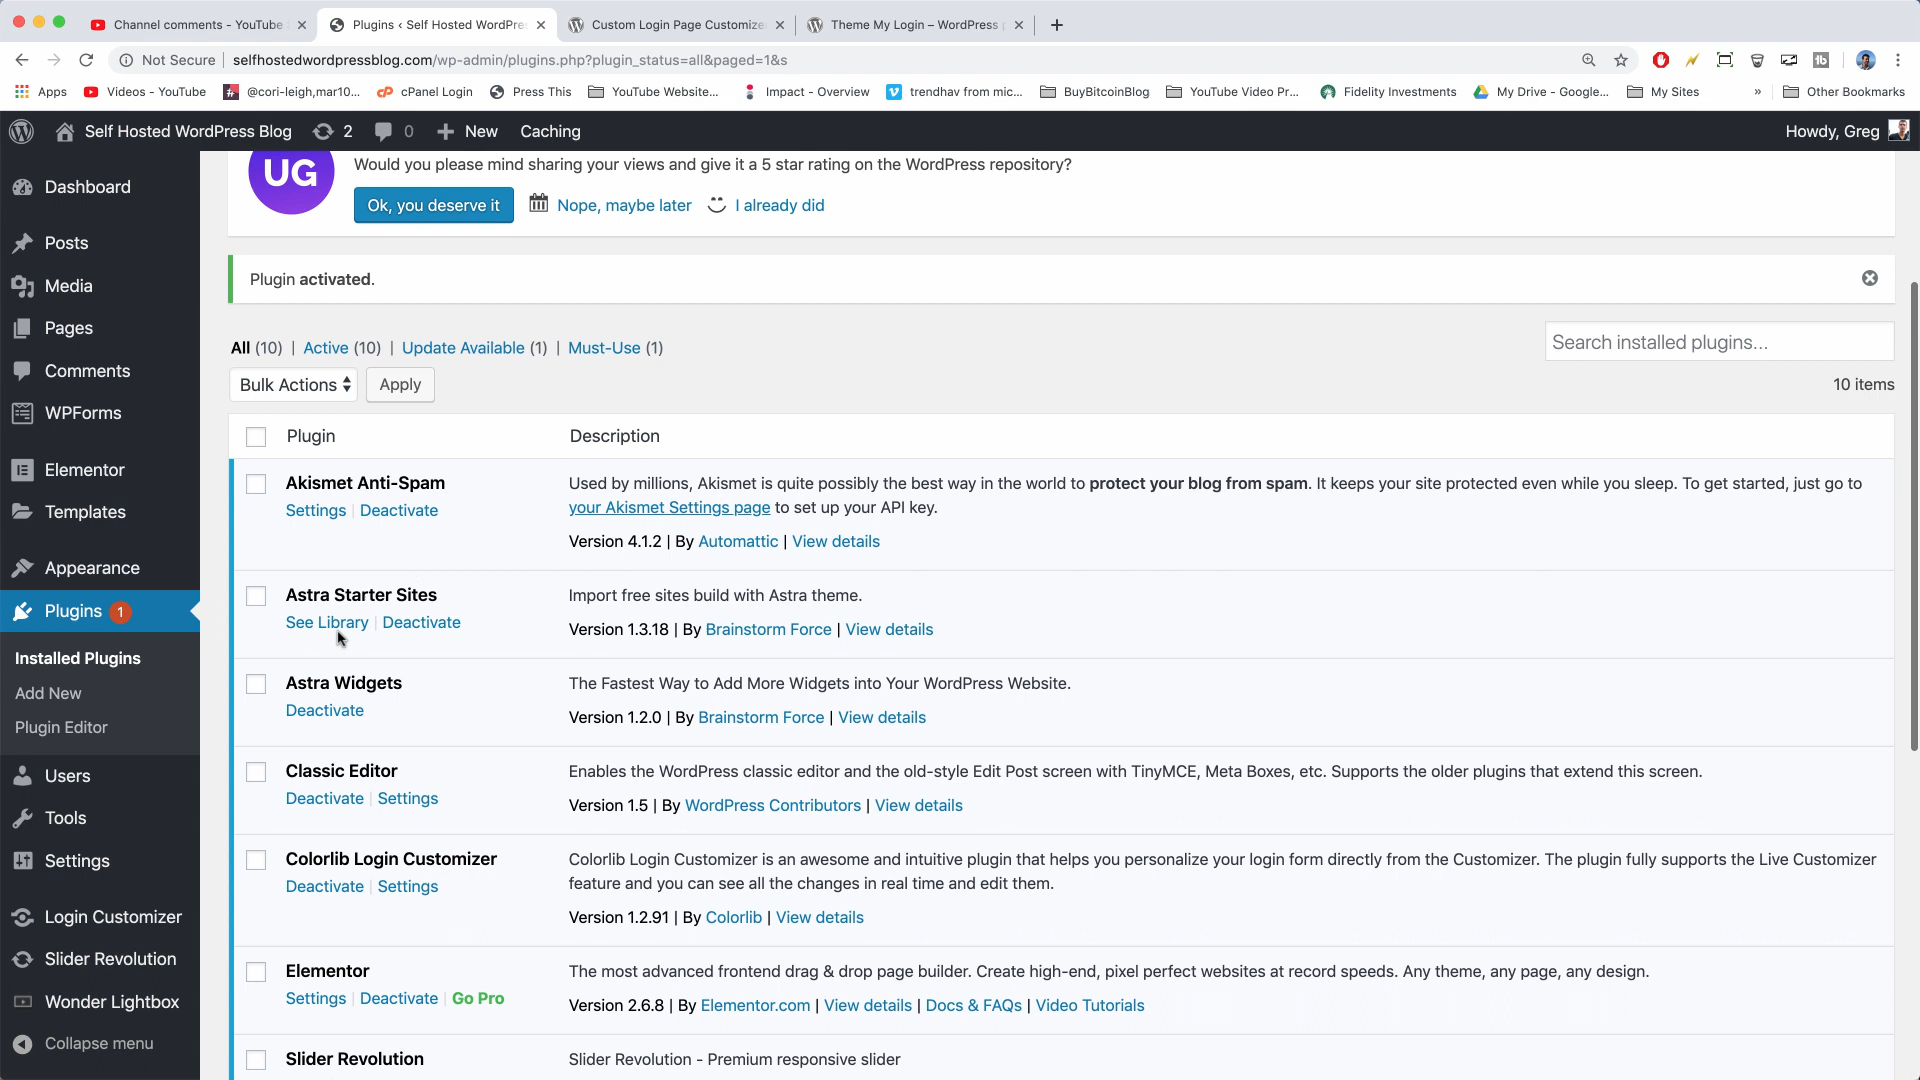 Channel comments - YouTube
Plugins ‹ Self Hosted WordPre
Custom Login Page Customize
Theme My Login – WordPress
Not Secure
selfhostedwordpressblog.com/wp-admin/plugins.php?plugin_status=all&paged=1&s
Apps
Videos - YouTube
@cori-leigh,mar10...
cPanel Login
Press This
YouTube Website...
Impact - Overview
trendhav from mic...
BuyBitcoinBlog
YouTube Video Pr...
Fidelity Investments
My Drive - Google...
My Sites
»
Other Bookmarks
Self Hosted WordPress Blog
2
0
New
Caching
Howdy, Greg
Dashboard
Posts
Media
Pages
Comments
WPForms
Elementor
Templates
Appearance
Plugins 1
Installed Plugins
Add New
Plugin Editor
Users
Tools
Settings
Login Customizer
Slider Revolution
Wonder Lightbox
Collapse menu
UG
Would you please mind sharing your views and give it a 5 star rating on the WordPress repository?
Ok, you deserve it
Nope, maybe later
I already did
Plugin activated.
All (10) | Active (10) | Update Available (1) | Must-Use (1)
Search installed plugins...
Bulk Actions
Apply
10 items
Plugin
Description
Akismet Anti-Spam
Settings | Deactivate
Used by millions, Akismet is quite possibly the best way in the world to protect your blog from spam. It keeps your site protected even while you sleep. To get started, just go to
your Akismet Settings page to set up your API key.
Version 4.1.2 | By Automattic | View details
Astra Starter Sites
See Library | Deactivate
Import free sites build with Astra theme.
Version 1.3.18 | By Brainstorm Force | View details
Astra Widgets
Deactivate
The Fastest Way to Add More Widgets into Your WordPress Website.
Version 1.2.0 | By Brainstorm Force | View details
Classic Editor
Deactivate | Settings
Enables the WordPress classic editor and the old-style Edit Post screen with TinyMCE, Meta Boxes, etc. Supports the older plugins that extend this screen.
Version 1.5 | By WordPress Contributors | View details
Colorlib Login Customizer
Deactivate | Settings
Colorlib Login Customizer is an awesome and intuitive plugin that helps you personalize your login form directly from the Customizer. The plugin fully supports the Live Customizer
feature and you can see all the changes in real time and edit them.
Version 1.2.91 | By Colorlib | View details
Elementor
Settings | Deactivate | Go Pro
The most advanced frontend drag & drop page builder. Create high-end, pixel perfect websites at record speeds. Any theme, any page, any design.
Version 2.6.8 | By Elementor.com | View details | Docs & FAQs | Video Tutorials
Slider Revolution
Slider Revolution - Premium responsive slider